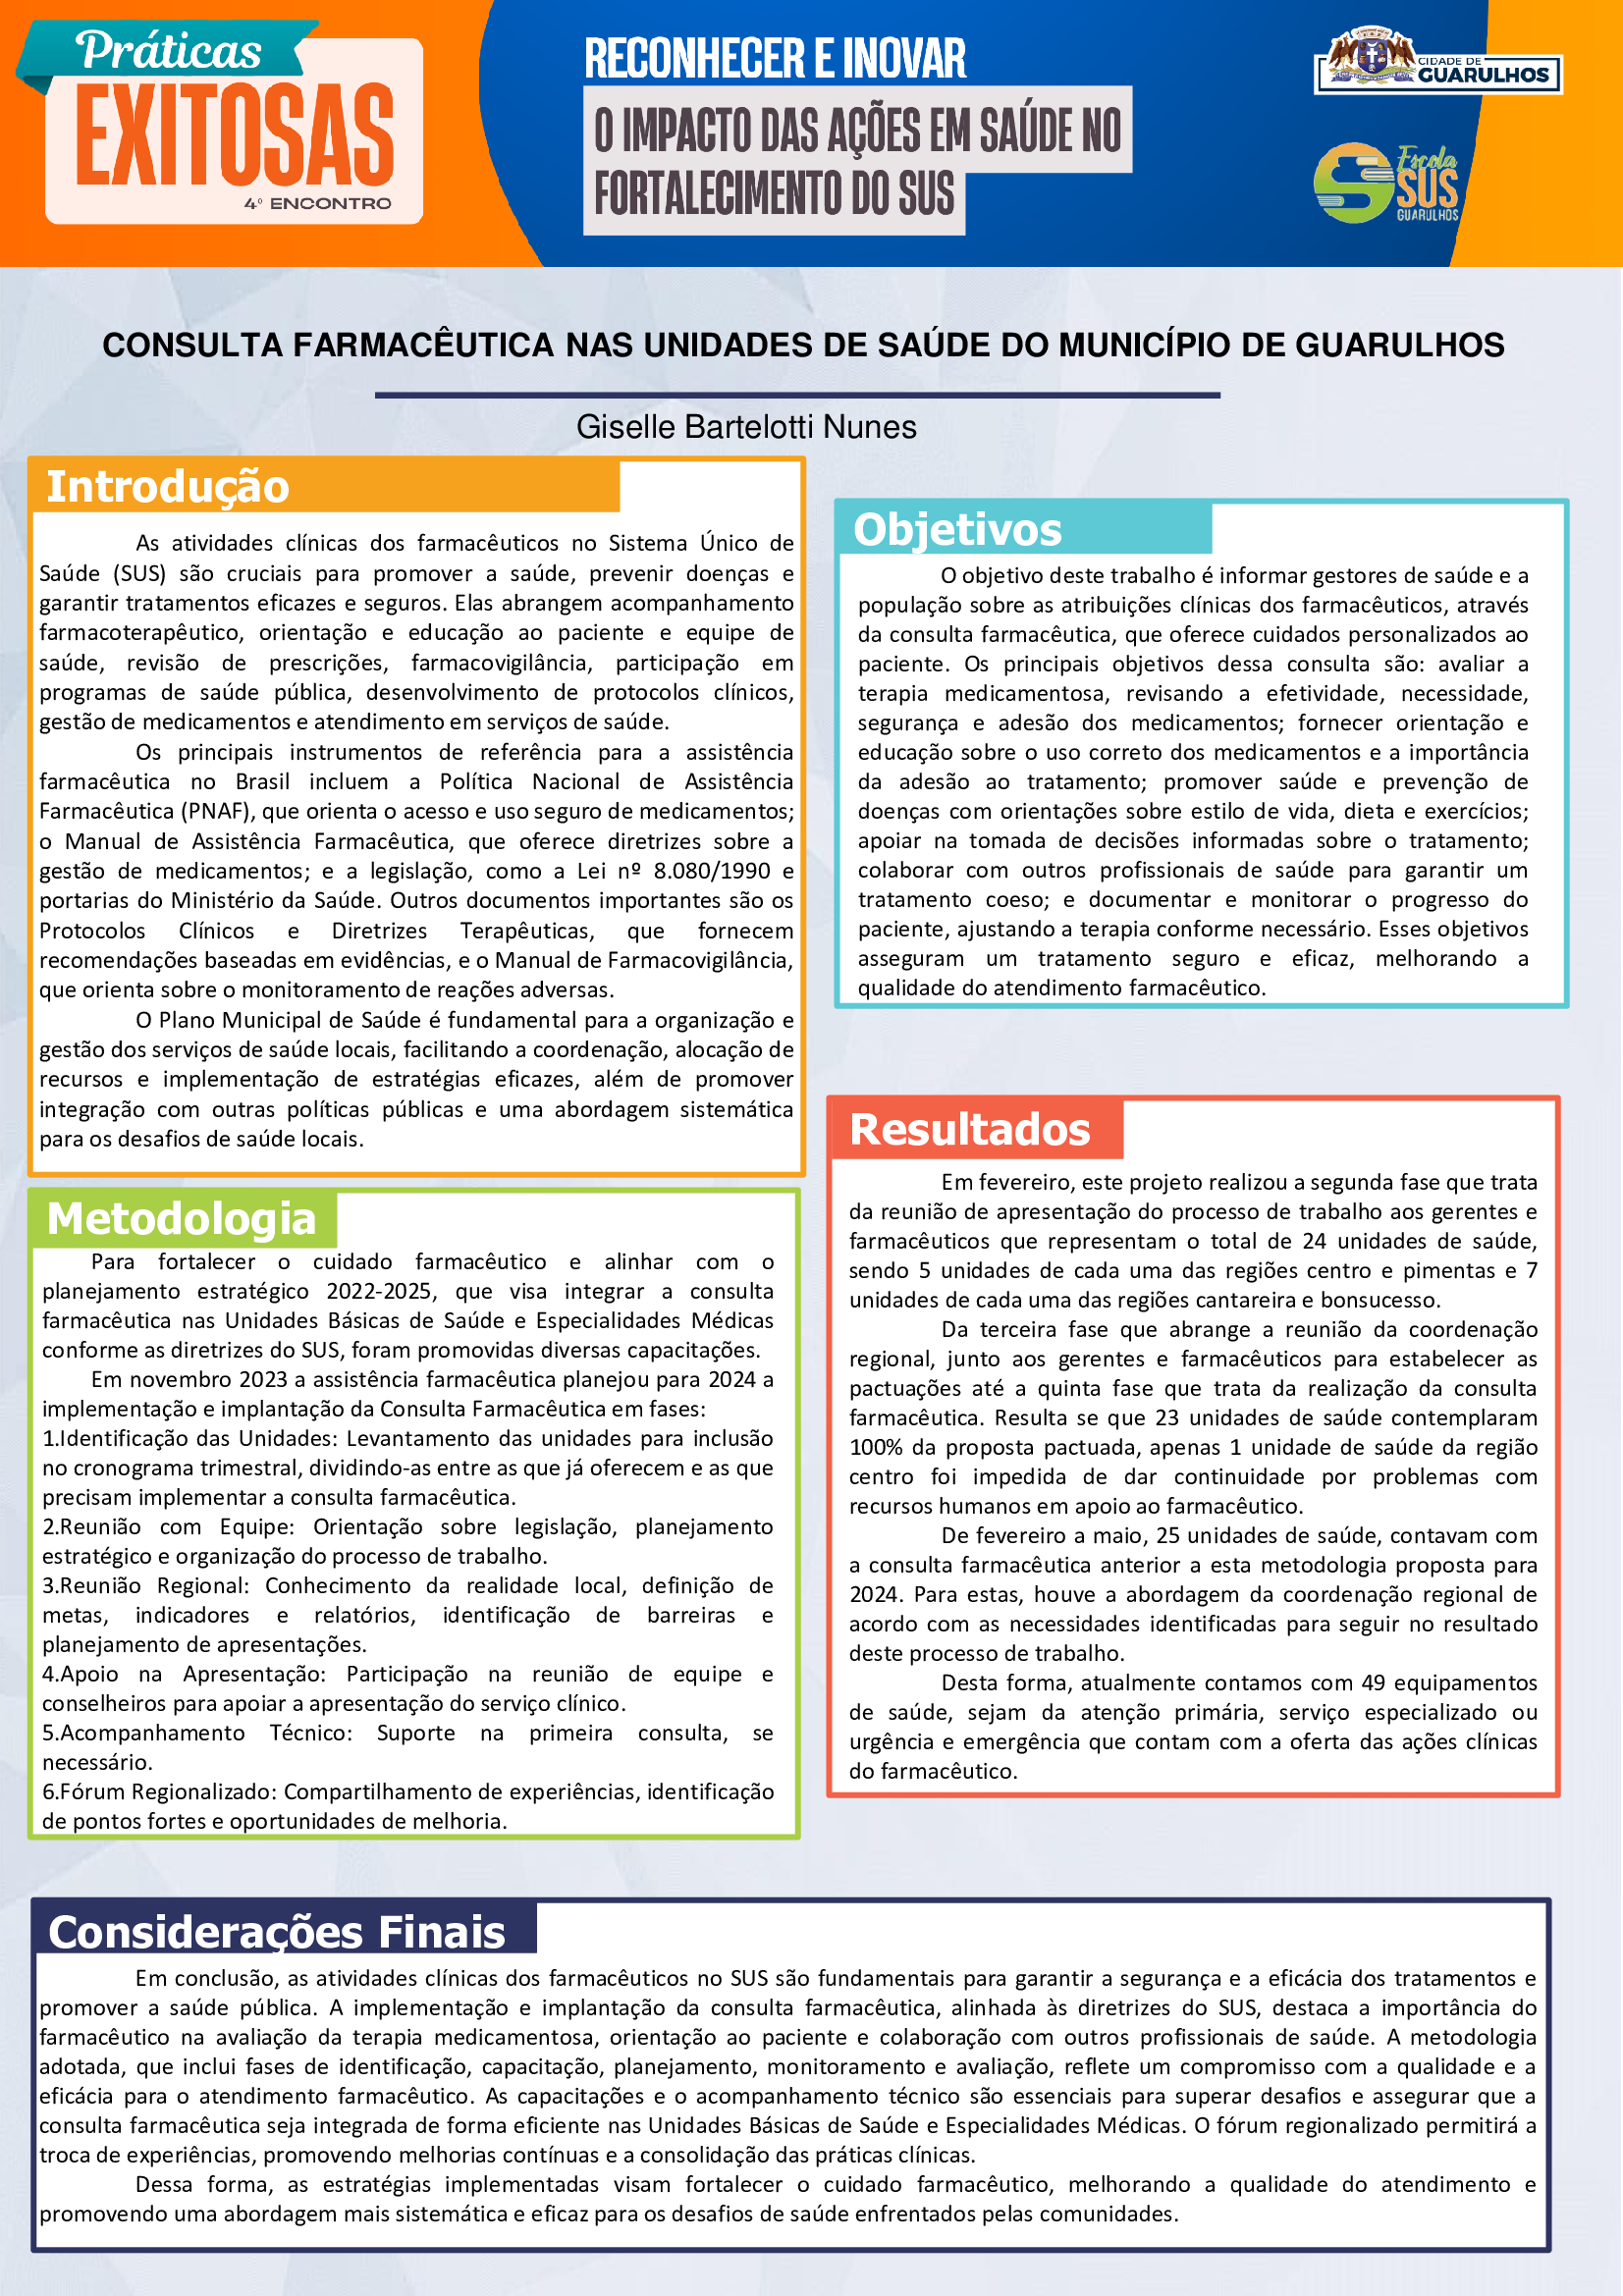 Práticas
EXITOSAS
4º ENCONTRO
RECONHECER E INOVAR
O IMPACTO DAS AÇÕES EM SAÚDE NO
FORTALECIMENTO DO SUS
CIDADE DE
GUARULHOS
Escola
SUS
GUARULHOS
CONSULTA FARMACÊUTICA NAS UNIDADES DE SAÚDE DO MUNICÍPIO DE GUARULHOS
Giselle Bartelotti Nunes
Introdução
As atividades clínicas dos farmacêuticos no Sistema Único de
Saúde (SUS) são cruciais para promover a saúde, prevenir doenças e
garantir tratamentos eficazes e seguros. Elas abrangem acompanhamento
farmacoterapêutico, orientação e educação ao paciente e equipe de
saúde, revisão de prescrições, farmacovigilância, participação em
programas de saúde pública, desenvolvimento de protocolos clínicos,
gestão de medicamentos e atendimento em serviços de saúde.
Os principais instrumentos de referência para a assistência
farmacêutica no Brasil incluem a Política Nacional de Assistência
Farmacêutica (PNAF), que orienta o acesso e uso seguro de medicamentos;
o Manual de Assistência Farmacêutica, que oferece diretrizes sobre a
gestão de medicamentos; e a legislação, como a Lei nº 8.080/1990 e
portarias do Ministério da Saúde. Outros documentos importantes são os
Protocolos Clínicos e Diretrizes Terapêuticas, que fornecem
recomendações baseadas em evidências, e o Manual de Farmacovigilância,
que orienta sobre o monitoramento de reações adversas.
O Plano Municipal de Saúde é fundamental para a organização e
gestão dos serviços de saúde locais, facilitando a coordenação, alocação de
recursos e implementação de estratégias eficazes, além de promover
integração com outras políticas públicas e uma abordagem sistemática
para os desafios de saúde locais.
Objetivos
O objetivo deste trabalho é informar gestores de saúde e a
população sobre as atribuições clínicas dos farmacêuticos, através
da consulta farmacêutica, que oferece cuidados personalizados ao
paciente. Os principais objetivos dessa consulta são: avaliar a
terapia medicamentosa, revisando a efetividade, necessidade,
segurança e adesão dos medicamentos; fornecer orientação e
educação sobre o uso correto dos medicamentos e a importância
da adesão ao tratamento; promover saúde e prevenção de
doenças com orientações sobre estilo de vida, dieta e exercícios;
apoiar na tomada de decisões informadas sobre o tratamento;
colaborar com outros profissionais de saúde para garantir um
tratamento coeso; e documentar e monitorar o progresso do
paciente, ajustando a terapia conforme necessário. Esses objetivos
asseguram um tratamento seguro e eficaz, melhorando a
qualidade do atendimento farmacêutico.
Metodologia
Para fortalecer o cuidado farmacêutico e alinhar com o
planejamento estratégico 2022-2025, que visa integrar a consulta
farmacêutica nas Unidades Básicas de Saúde e Especialidades Médicas
conforme as diretrizes do SUS, foram promovidas diversas capacitações.
Em novembro 2023 a assistência farmacêutica planejou para 2024 a
implementação e implantação da Consulta Farmacêutica em fases:
1.Identificação das Unidades: Levantamento das unidades para inclusão
no cronograma trimestral, dividindo-as entre as que já oferecem e as que
precisam implementar a consulta farmacêutica.
2.Reunião com Equipe: Orientação sobre legislação, planejamento
estratégico e organização do processo de trabalho.
3.Reunião Regional: Conhecimento da realidade local, definição de
metas, indicadores e relatórios, identificação de barreiras e
planejamento de apresentações.
4.Apoio na Apresentação: Participação na reunião de equipe e
conselheiros para apoiar a apresentação do serviço clínico.
5.Acompanhamento Técnico: Suporte na primeira consulta, se
necessário.
6.Fórum Regionalizado: Compartilhamento de experiências, identificação
de pontos fortes e oportunidades de melhoria.
Resultados
Em fevereiro, este projeto realizou a segunda fase que trata
da reunião de apresentação do processo de trabalho aos gerentes e
farmacêuticos que representam o total de 24 unidades de saúde,
sendo 5 unidades de cada uma das regiões centro e pimentas e 7
unidades de cada uma das regiões cantareira e bonsucesso.
Da terceira fase que abrange a reunião da coordenação
regional, junto aos gerentes e farmacêuticos para estabelecer as
pactuações até a quinta fase que trata da realização da consulta
farmacêutica. Resulta se que 23 unidades de saúde contemplaram
100% da proposta pactuada, apenas 1 unidade de saúde da região
centro foi impedida de dar continuidade por problemas com
recursos humanos em apoio ao farmacêutico.
De fevereiro a maio, 25 unidades de saúde, contavam com
a consulta farmacêutica anterior a esta metodologia proposta para
2024. Para estas, houve a abordagem da coordenação regional de
acordo com as necessidades identificadas para seguir no resultado
deste processo de trabalho.
Desta forma, atualmente contamos com 49 equipamentos
de saúde, sejam da atenção primária, serviço especializado ou
urgência e emergência que contam com a oferta das ações clínicas
do farmacêutico.
Considerações Finais
Em conclusão, as atividades clínicas dos farmacêuticos no SUS são fundamentais para garantir a segurança e a eficácia dos tratamentos e
promover a saúde pública. A implementação e implantação da consulta farmacêutica, alinhada às diretrizes do SUS, destaca a importância do
farmacêutico na avaliação da terapia medicamentosa, orientação ao paciente e colaboração com outros profissionais de saúde. A metodologia
adotada, que inclui fases de identificação, capacitação, planejamento, monitoramento e avaliação, reflete um compromisso com a qualidade e a
eficácia para o atendimento farmacêutico. As capacitações e o acompanhamento técnico são essenciais para superar desafios e assegurar que a
consulta farmacêutica seja integrada de forma eficiente nas Unidades Básicas de Saúde e Especialidades Médicas. O fórum regionalizado permitirá a
troca de experiências, promovendo melhorias contínuas e a consolidação das práticas clínicas.
Dessa forma, as estratégias implementadas visam fortalecer o cuidado farmacêutico, melhorando a qualidade do atendimento e
promovendo uma abordagem mais sistemática e eficaz para os desafios de saúde enfrentados pelas comunidades.